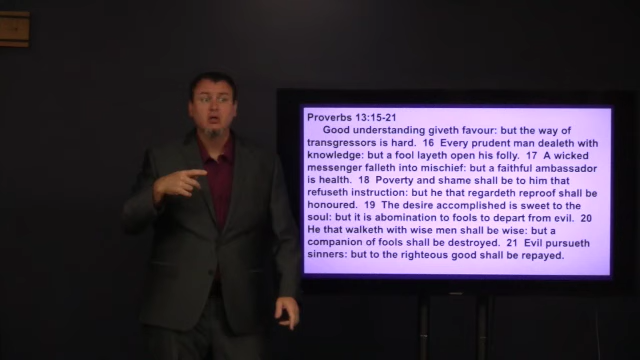 Proverbs 13:15-21
Good understanding giveth favour: but the way of
transgressors is hard. 16 Every prudent man dealeth with
knowledge: but a fool layeth open his folly. 17 A wicked
messenger falleth into mischief: but a faithful ambassador
is health. 18 Poverty and shame shall be to him that
refuseth instruction: but he that regardeth reproof shall be
honoured. 19 The desire accomplished is sweet to the
soul: but it is abomination to fools to depart from evil. 20
He that walketh with wise men shall be wise: but a
companion of fools shall be destroyed. 21 Evil pursueth
sinners: but to the righteous good shall be repayed.